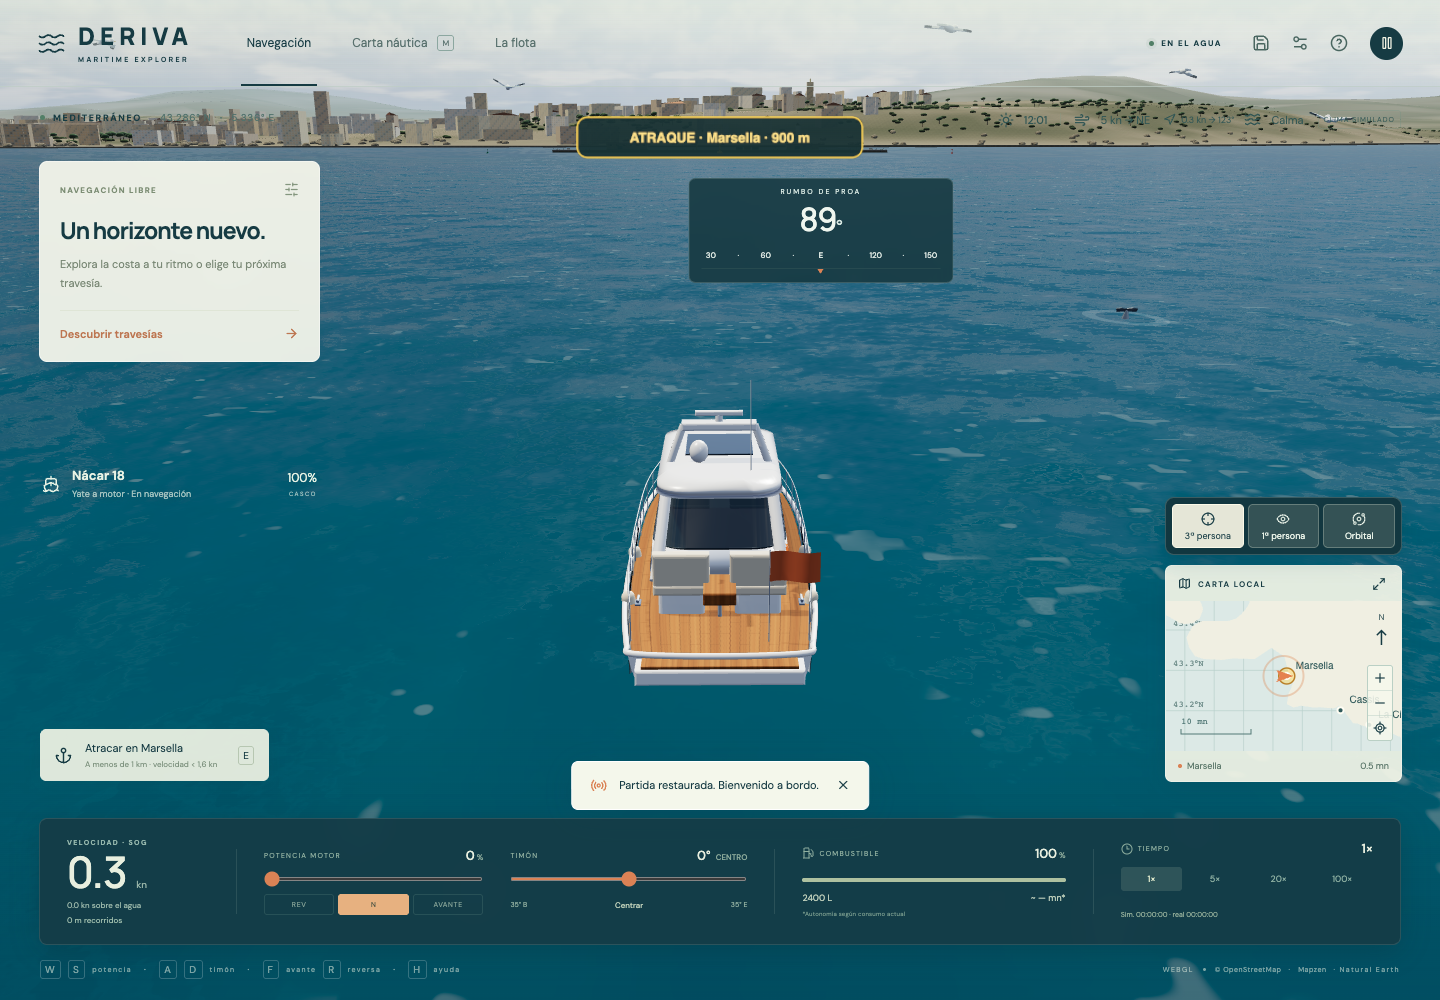 DERIVA
MARITIME EXPLORER
Navegación
Carta náutica M
La flota
EN EL AGUA
MEDITERRÁNEO
12:01
5 kn
NE
Calma
SIMULADO
ATRAQUE · Marsella · 900 m
NAVEGACIÓN LIBRE
Un horizonte nuevo.
Explora la costa a tu ritmo o elige tu próxima
travesía.
Descubrir travesías
RUMBO DE PROA
89°
30 · 60 · E · 120 · 150
Nácar 18
Yate a motor · En navegación
100%
CASCO
3ª persona
1ª persona
Orbital
CARTA LOCAL
N
43.3°N
Marsella
43.2°N
10 mn
Marsella
0.5 mn
Atracar en Marsella
A menos de 1 km · velocidad < 1,6 kn
E
Partida restaurada. Bienvenido a bordo.
VELOCIDAD · SOG
0.3 kn
0.0 kn sobre el agua
0 m recorridos
POTENCIA MOTOR
0 %
REV
N
AVANTE
TIMÓN
0° CENTRO
35° B
Centrar
35° E
COMBUSTIBLE
100 %
2400 L
~ — mn*
*Autonomía según consumo actual
TIEMPO
1×
1×
5×
20×
100×
Sim. 00:00:00 · real 00:00:00
W S potencia · A D timón · F avante R reversa · H ayuda
WEBGL • © OpenStreetMap · Mapzen · Natural Earth